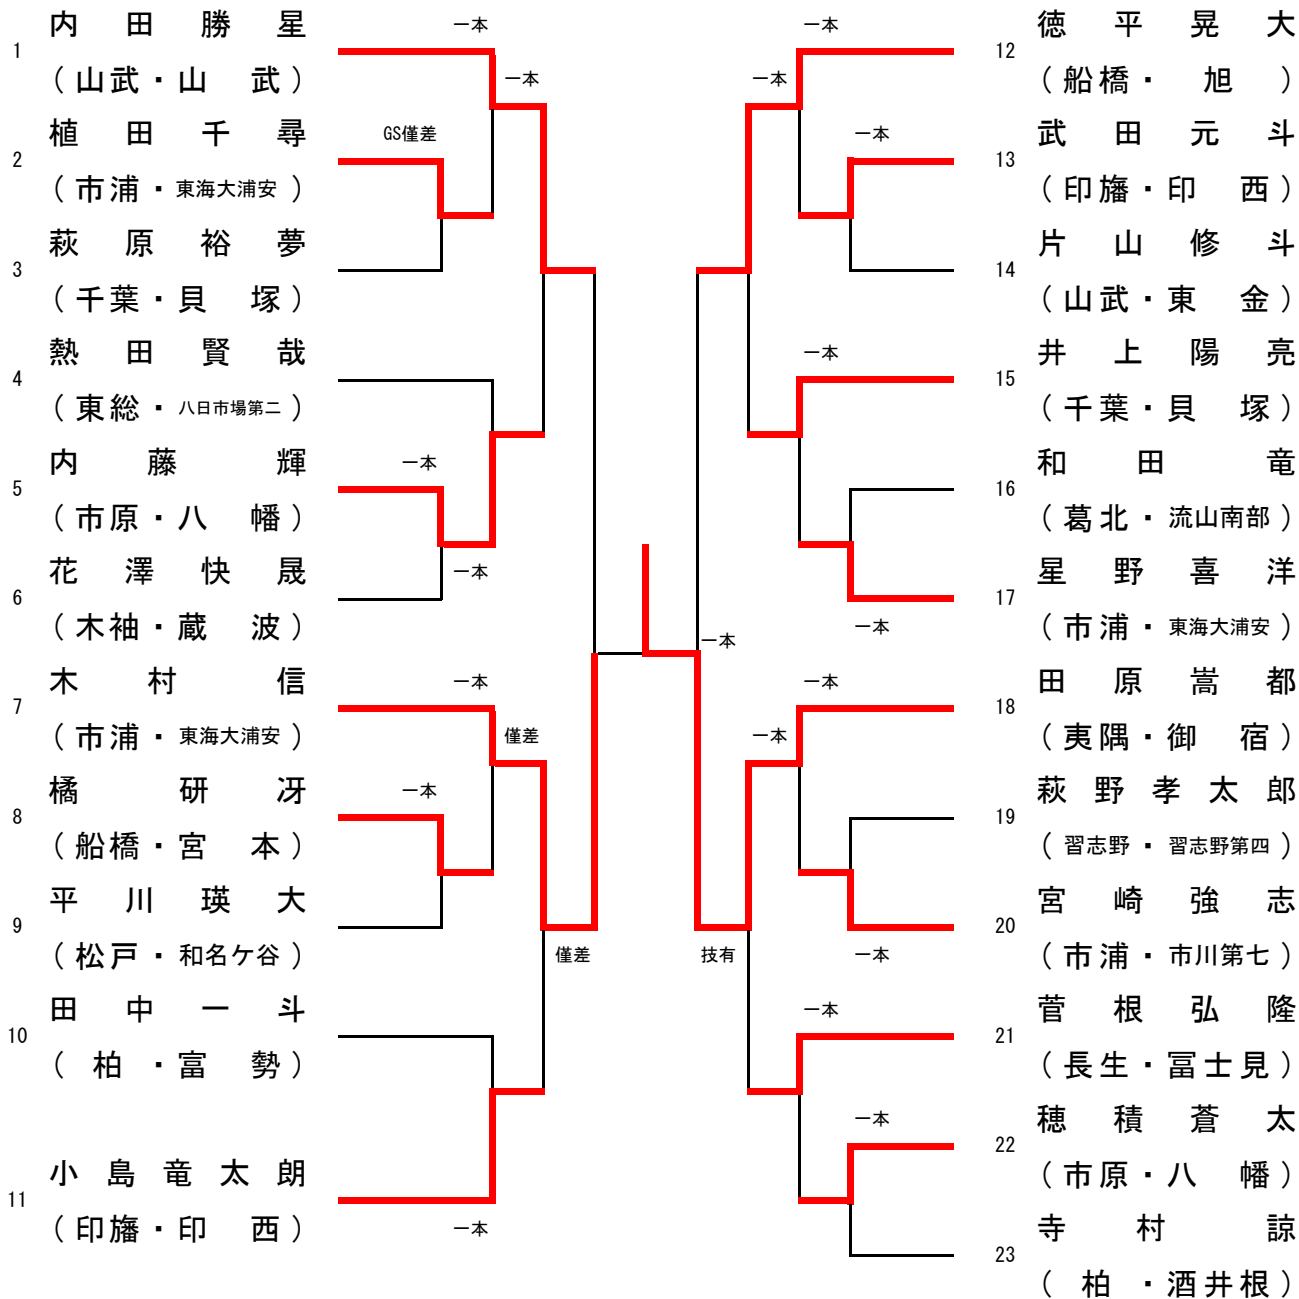 内田勝星
1
（山武・山武）
一本
植田千尋
2
（市浦・東海大浦安）
GS僅差
一本
萩原裕夢
3
（千葉・貝塚）
熱田賢哉
4
（東総・八日市場第二）
内藤輝
5
（市原・八幡）
一本
花澤快晟
6
（木袖・蔵波）
一本
木村信
7
（市浦・東海大浦安）
一本
僅差
橘研冴
8
（船橋・宮本）
一本
平川瑛大
9
（松戸・和名ケ谷）
僅差
田中一斗
10
（柏・富勢）
小島竜太朗
11
（印旛・印西）
一本
一本
技有
徳平晃大
12
（船橋・旭）
一本
一本
武田元斗
13
（印旛・印西）
一本
片山修斗
14
（山武・東金）
井上陽亮
15
（千葉・貝塚）
一本
和田竜
16
（葛北・流山南部）
星野喜洋
17
（市浦・東海大浦安）
一本
田原嵩都
18
（夷隅・御宿）
一本
一本
萩野孝太郎
19
（習志野・習志野第四）
宮崎強志
20
（市浦・市川第七）
一本
菅根弘隆
21
（長生・冨士見）
一本
穂積蒼太
22
（市原・八幡）
一本
寺村諒
23
（柏・酒井根）